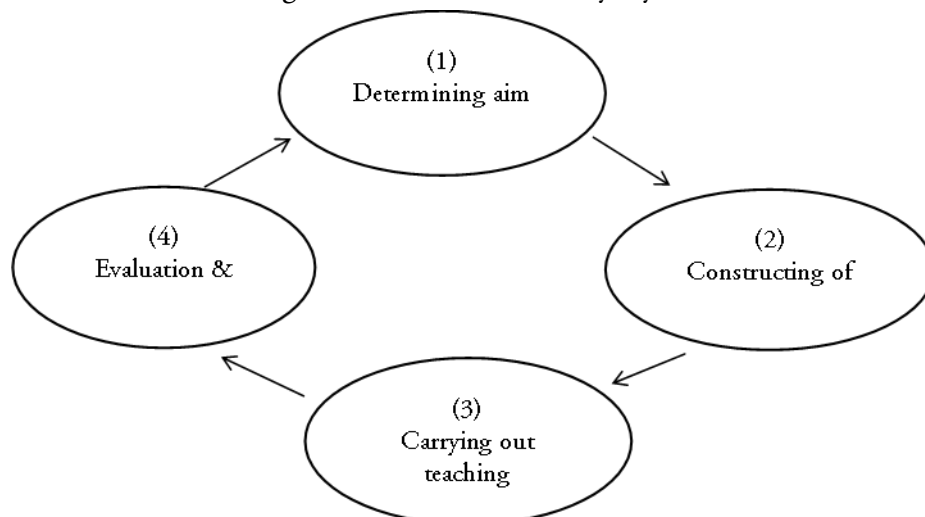 (1)
Determining aim
(2)
Constructing of
(3)
Carrying out
teaching
(4)
Evaluation &